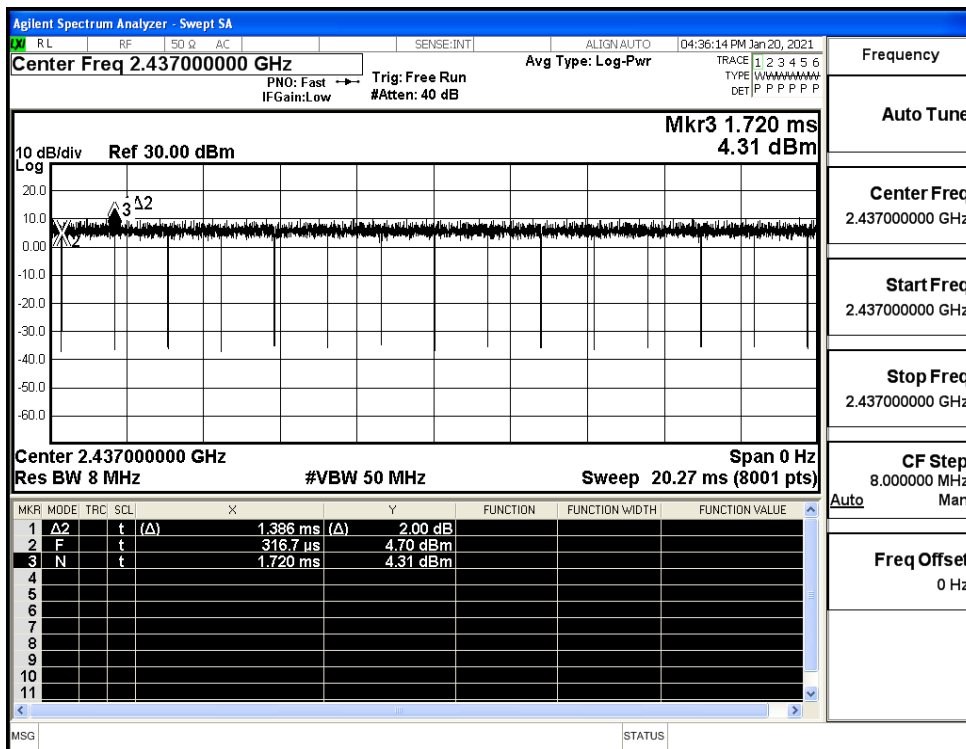 Agilent Spectrum Analyzer - Swept SA
LXI RL RF 50 Ω AC SENSE:INT ALIGN AUTO 04:36:14 PM Jan 20, 2021
Center Freq 2.437000000 GHz
PNO: Fast
IFGain:Low
Trig: Free Run
#Atten: 40 dB
Avg Type: Log-Pwr
TRACE 1 2 3 4 5 6
TYPE WWWWWW
DET P P P P P P
Mkr3 1.720 ms
4.31 dBm
10 dB/div Ref 30.00 dBm
Log
20.0
10.0
0.00
-10.0
-20.0
-30.0
-40.0
-50.0
-60.0
3 Δ2
2
Center 2.437000000 GHz Span 0 Hz
Res BW 8 MHz #VBW 50 MHz Sweep 20.27 ms (8001 pts)
MKR MODE TRC SCL X Y FUNCTION FUNCTION WIDTH FUNCTION VALUE
1 Δ2 t (Δ) 1.386 ms (Δ) 2.00 dB
2 F t 316.7 µs 4.70 dBm
3 N t 1.720 ms 4.31 dBm
4
5
6
7
8
9
10
11
MSG STATUS
Frequency
Auto Tune
Center Freq
2.437000000 GHz
Start Freq
2.437000000 GHz
Stop Freq
2.437000000 GHz
CF Step
8.000000 MHz
Auto Man
Freq Offset
0 Hz